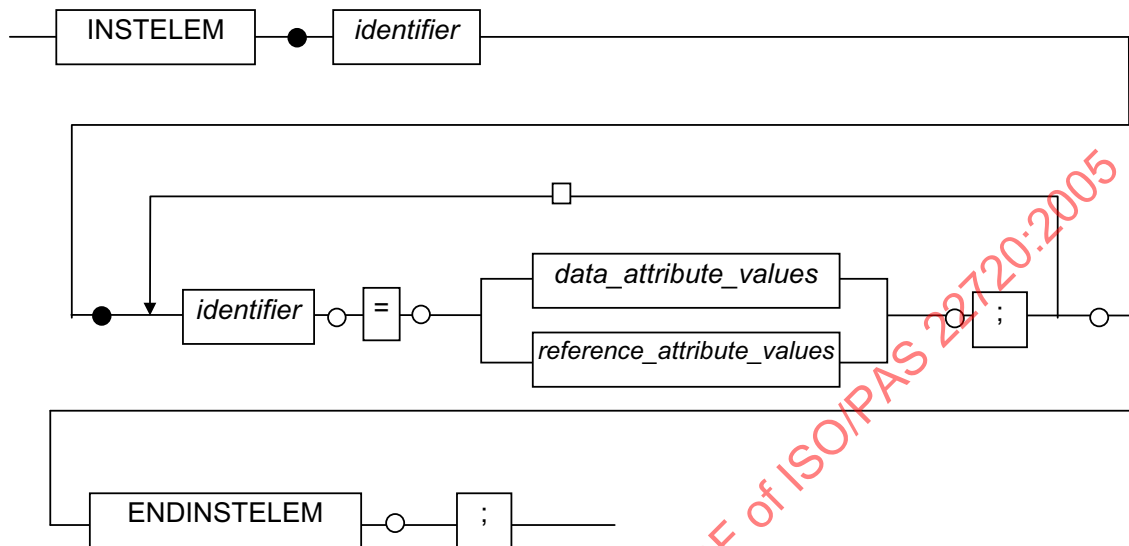 INSTELEM identifier
data_attribute_values
identifier = ;
reference_attribute_values
ENDINSTELEM ;
F of ISO/PAS 22720:2005